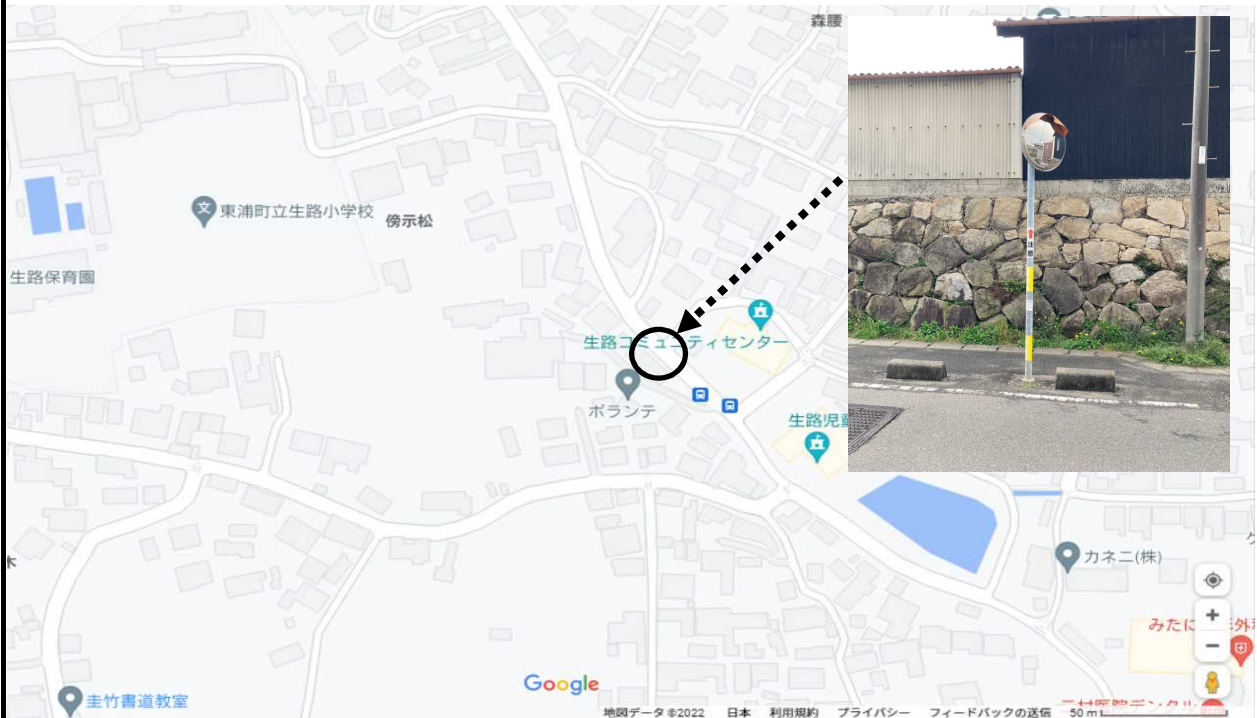 森腰
東浦町立生路小学校
傍示松
生路保育園
生路コミュニティセンター
ボランテ
生路児
カネニ(株)
みたに
圭竹書道教室
Google
地図データ ©2022 日本 利用規約 プライバシー フィードバックの送信 50 m
注意